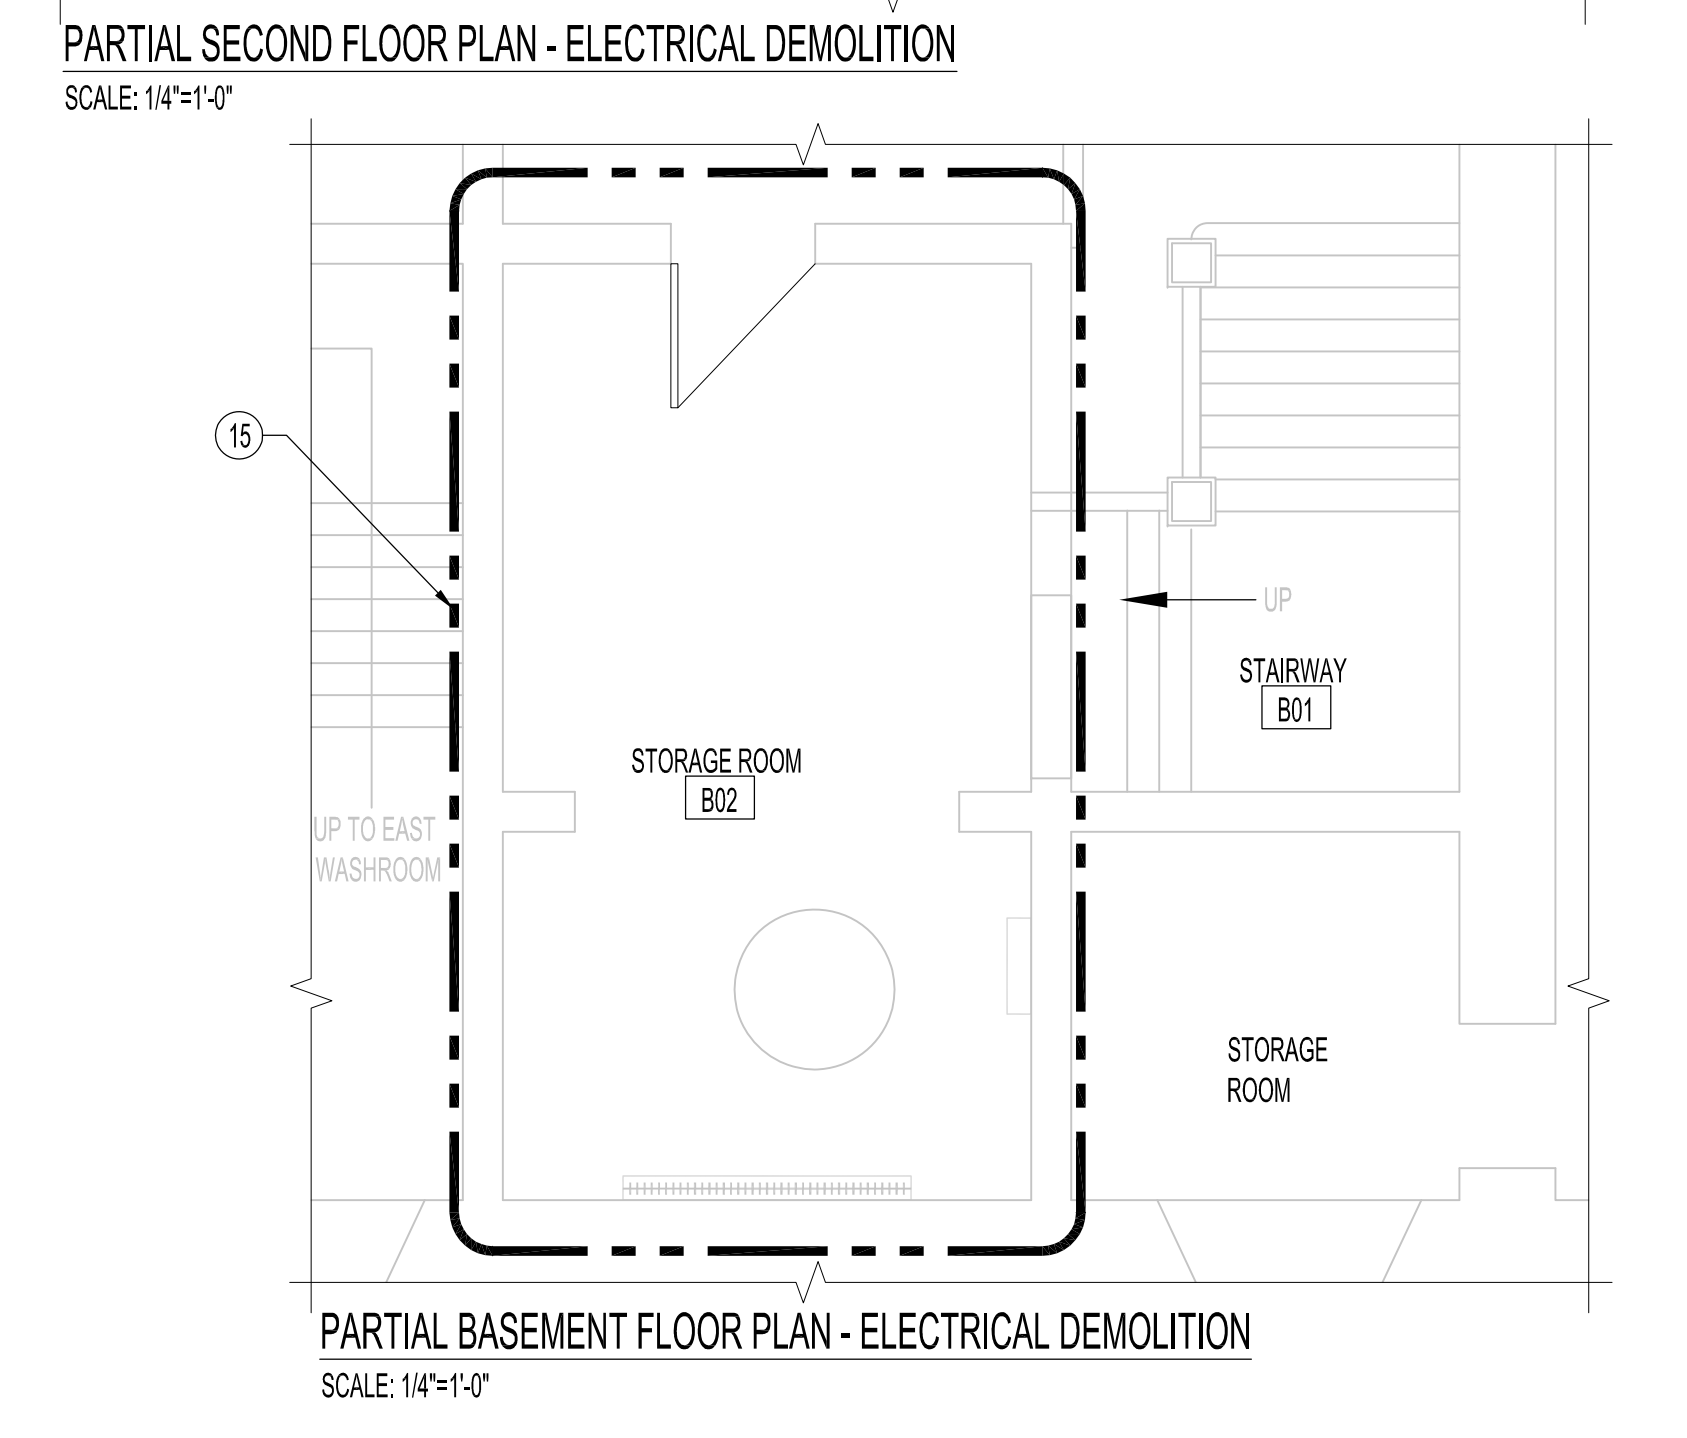 PARTIAL SECOND FLOOR PLAN - ELECTRICAL DEMOLITION
SCALE: 1/4"=1'-0"
15
UP
STAIRWAY
B01
STORAGE ROOM
B02
UP TO EAST
WASHROOM
STORAGE
ROOM
PARTIAL BASEMENT FLOOR PLAN - ELECTRICAL DEMOLITION
SCALE: 1/4"=1'-0"